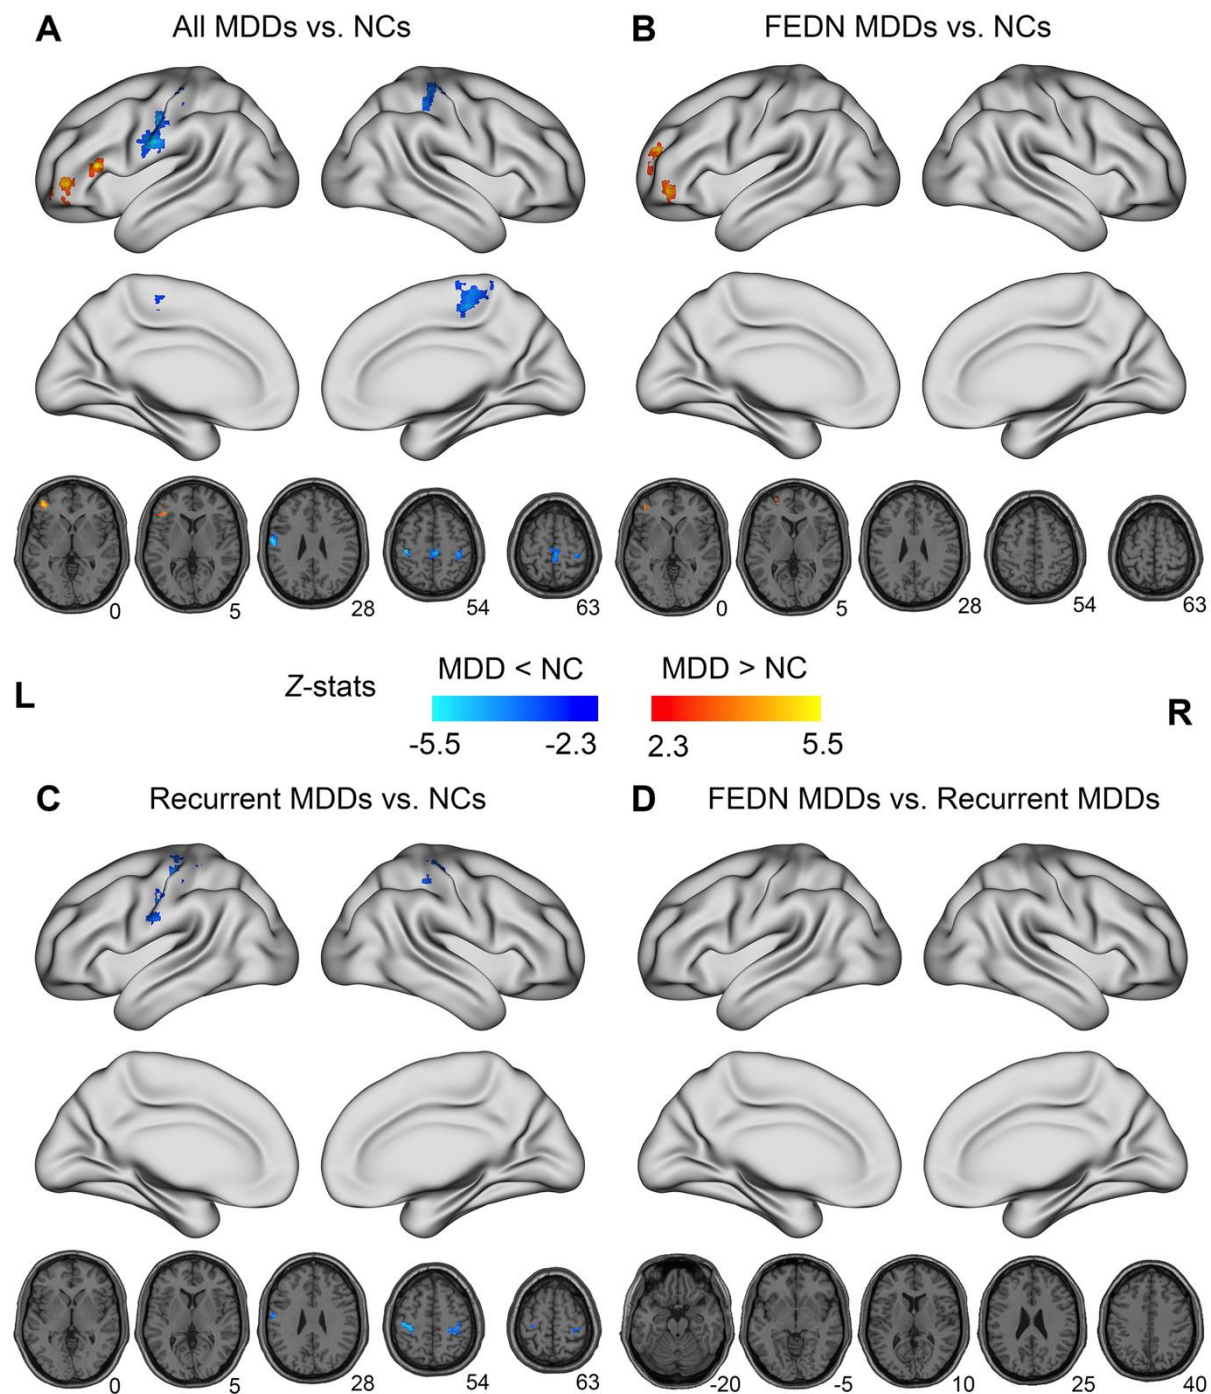 A All MDDs vs. NCs
B FEDN MDDs vs. NCs
0 5 28 54 63
0 5 28 54 63
L
Z-stats
MDD < NC
-5.5 -2.3
MDD > NC
2.3 5.5
R
C Recurrent MDDs vs. NCs
D FEDN MDDs vs. Recurrent MDDs
0 5 28 54 63
-20 -5 10 25 40